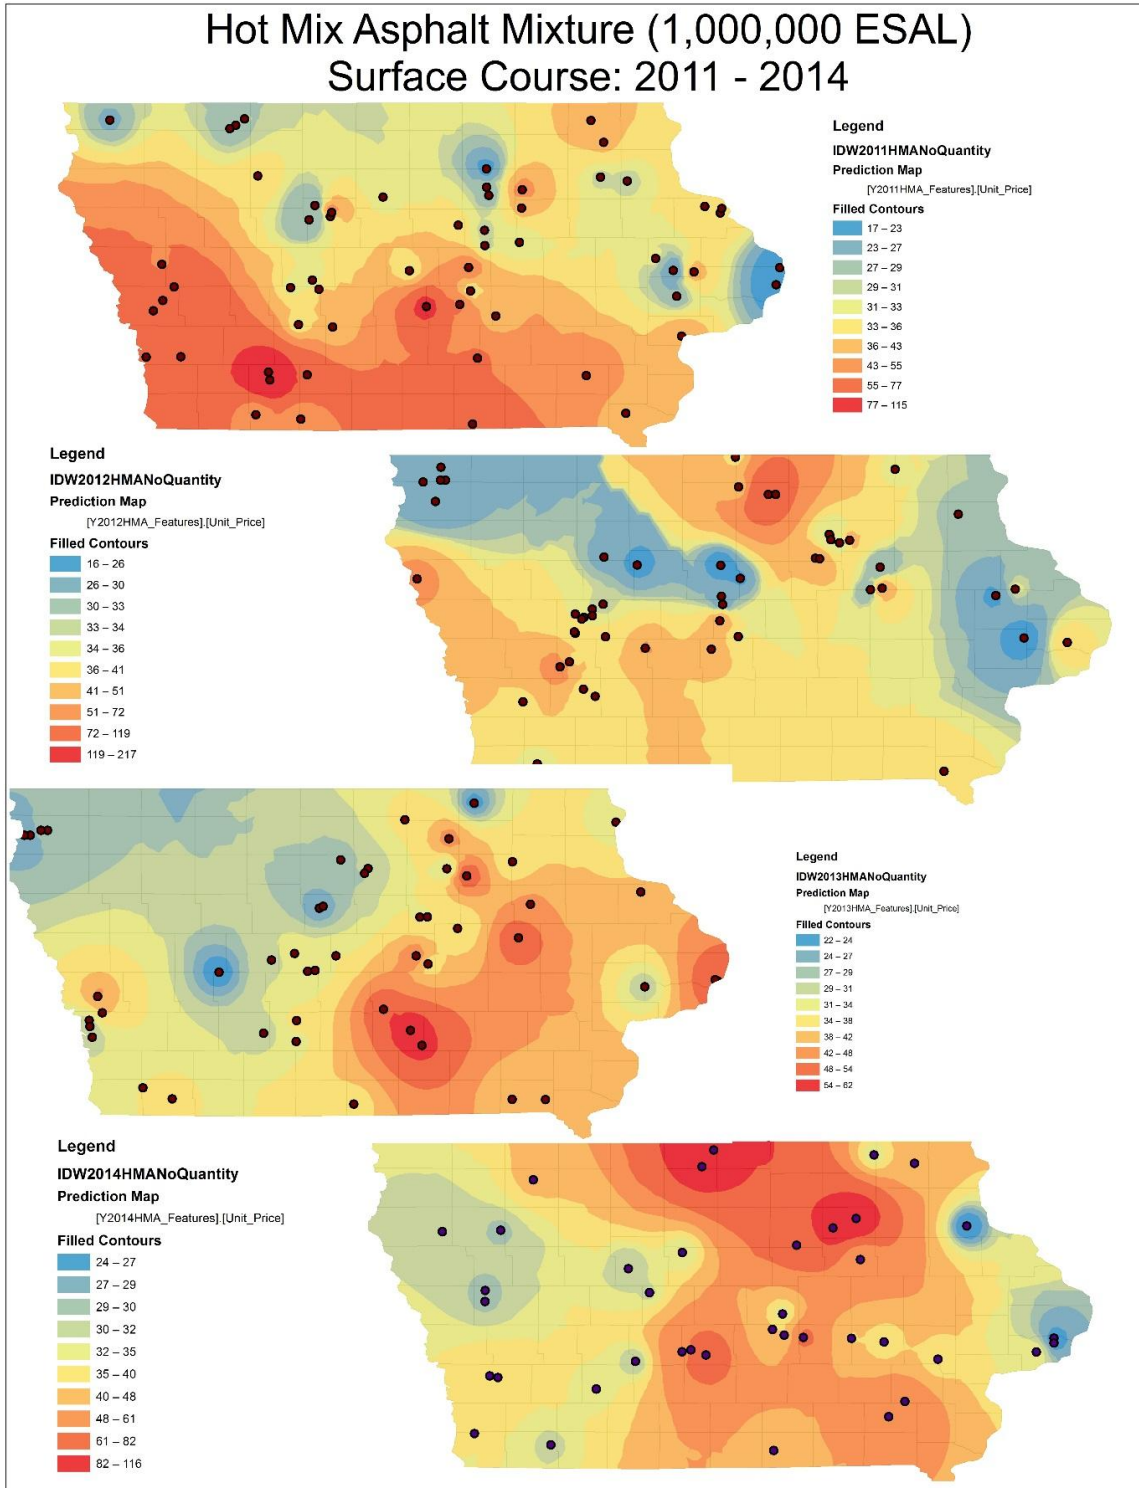 Hot Mix Asphalt Mixture (1,000,000 ESAL)
Surface Course: 2011 - 2014
Legend
IDW2011HMANoQuantity
Prediction Map
[Y2011HMA_Features].[Unit_Price]
Filled Contours
17 – 23
23 – 27
27 – 29
29 – 31
31 – 33
33 – 36
36 – 43
43 – 55
55 – 77
77 – 115
Legend
IDW2012HMANoQuantity
Prediction Map
[Y2012HMA_Features].[Unit_Price]
Filled Contours
16 – 26
26 – 30
30 – 33
33 – 34
34 – 36
36 – 41
41 – 51
51 – 72
72 – 119
119 – 217
Legend
IDW2013HMANoQuantity
Prediction Map
[Y2013HMA_Features].[Unit_Price]
Filled Contours
22 – 24
24 – 27
27 – 29
29 – 31
31 – 34
34 – 38
38 – 42
42 – 48
48 – 54
54 – 62
Legend
IDW2014HMANoQuantity
Prediction Map
[Y2014HMA_Features].[Unit_Price]
Filled Contours
24 – 27
27 – 29
29 – 30
30 – 32
32 – 35
35 – 40
40 – 48
48 – 61
61 – 82
82 – 116